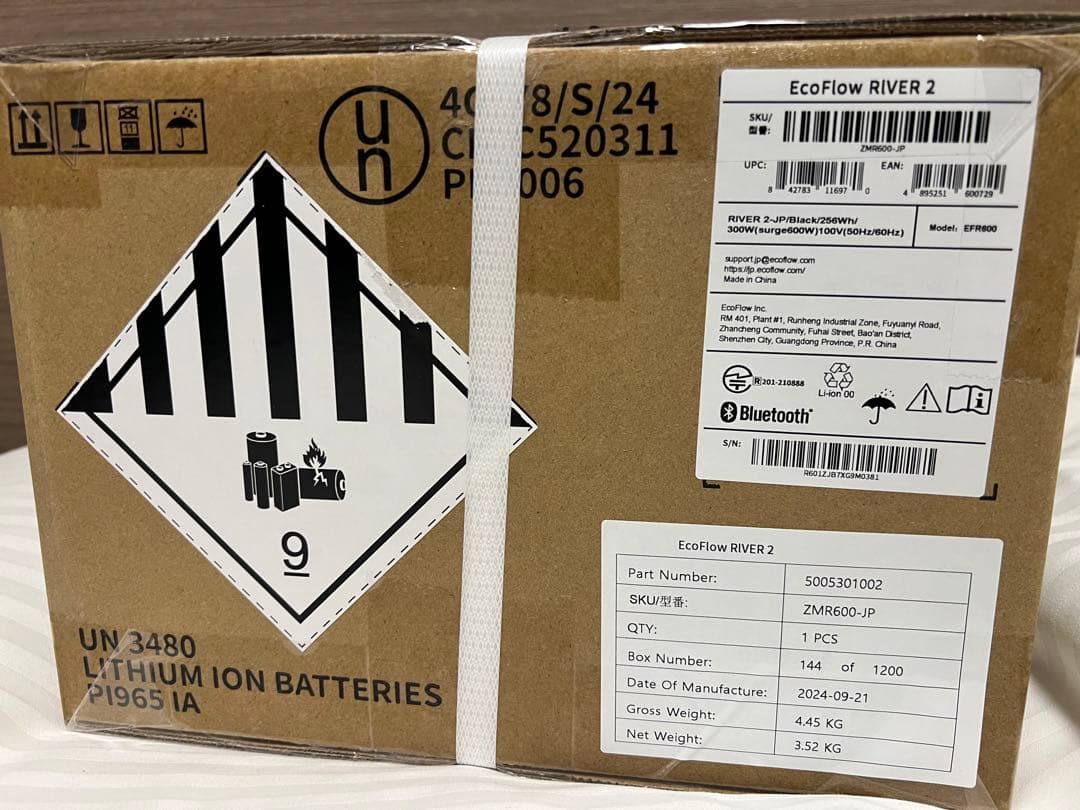 un
/8/S/24
C520311
006
9
UN 3480
LITHIUM ION BATTERIES
PI965 IA
EcoFlow RIVER 2
SKU/
型番:
ZMR600-JP
UPC:
8 42783 11697 0
EAN:
4 895251 600729
RIVER 2-JP/Black/256Wh/
300W(surge600W)100V(50Hz/60Hz)
Model: EFR600
support.jp@ecoflow.com
https://jp.ecoflow.com/
Made in China
EcoFlow Inc.
RM 401, Plant #1, Runheng Industrial Zone, Fuyuanyi Road,
Zhancheng Community, Fuhai Street, Bao'an District,
Shenzhen City, Guangdong Province, P.R. China
R 201-210888
Li-ion 00
Bluetooth
S/N:
R601ZJB7XG9M0381
EcoFlow RIVER 2
Part Number: 5005301002
SKU/型番: ZMR600-JP
QTY: 1 PCS
Box Number: 144 of 1200
Date Of Manufacture: 2024-09-21
Gross Weight: 4.45 KG
Net Weight: 3.52 KG